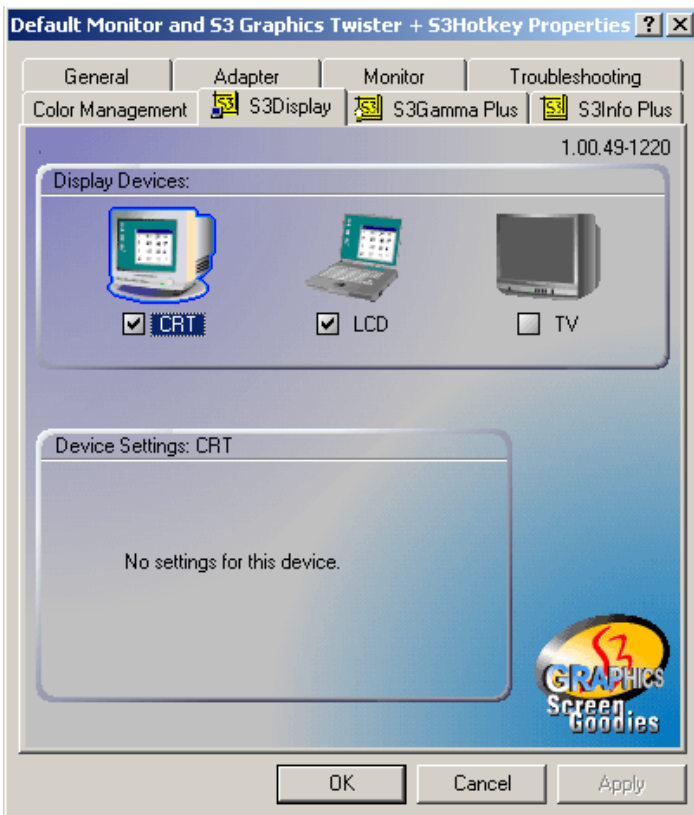 Default Monitor and S3 Graphics Twister + S3Hotkey Properties
General Adapter Monitor Troubleshooting
Color Management S3Display S3Gamma Plus S3Info Plus
1.00.49-1220
Display Devices:
CRT LCD TV
Device Settings: CRT
No settings for this device.
S3
GRAPHICS
Screen
Goodies
OK Cancel Apply